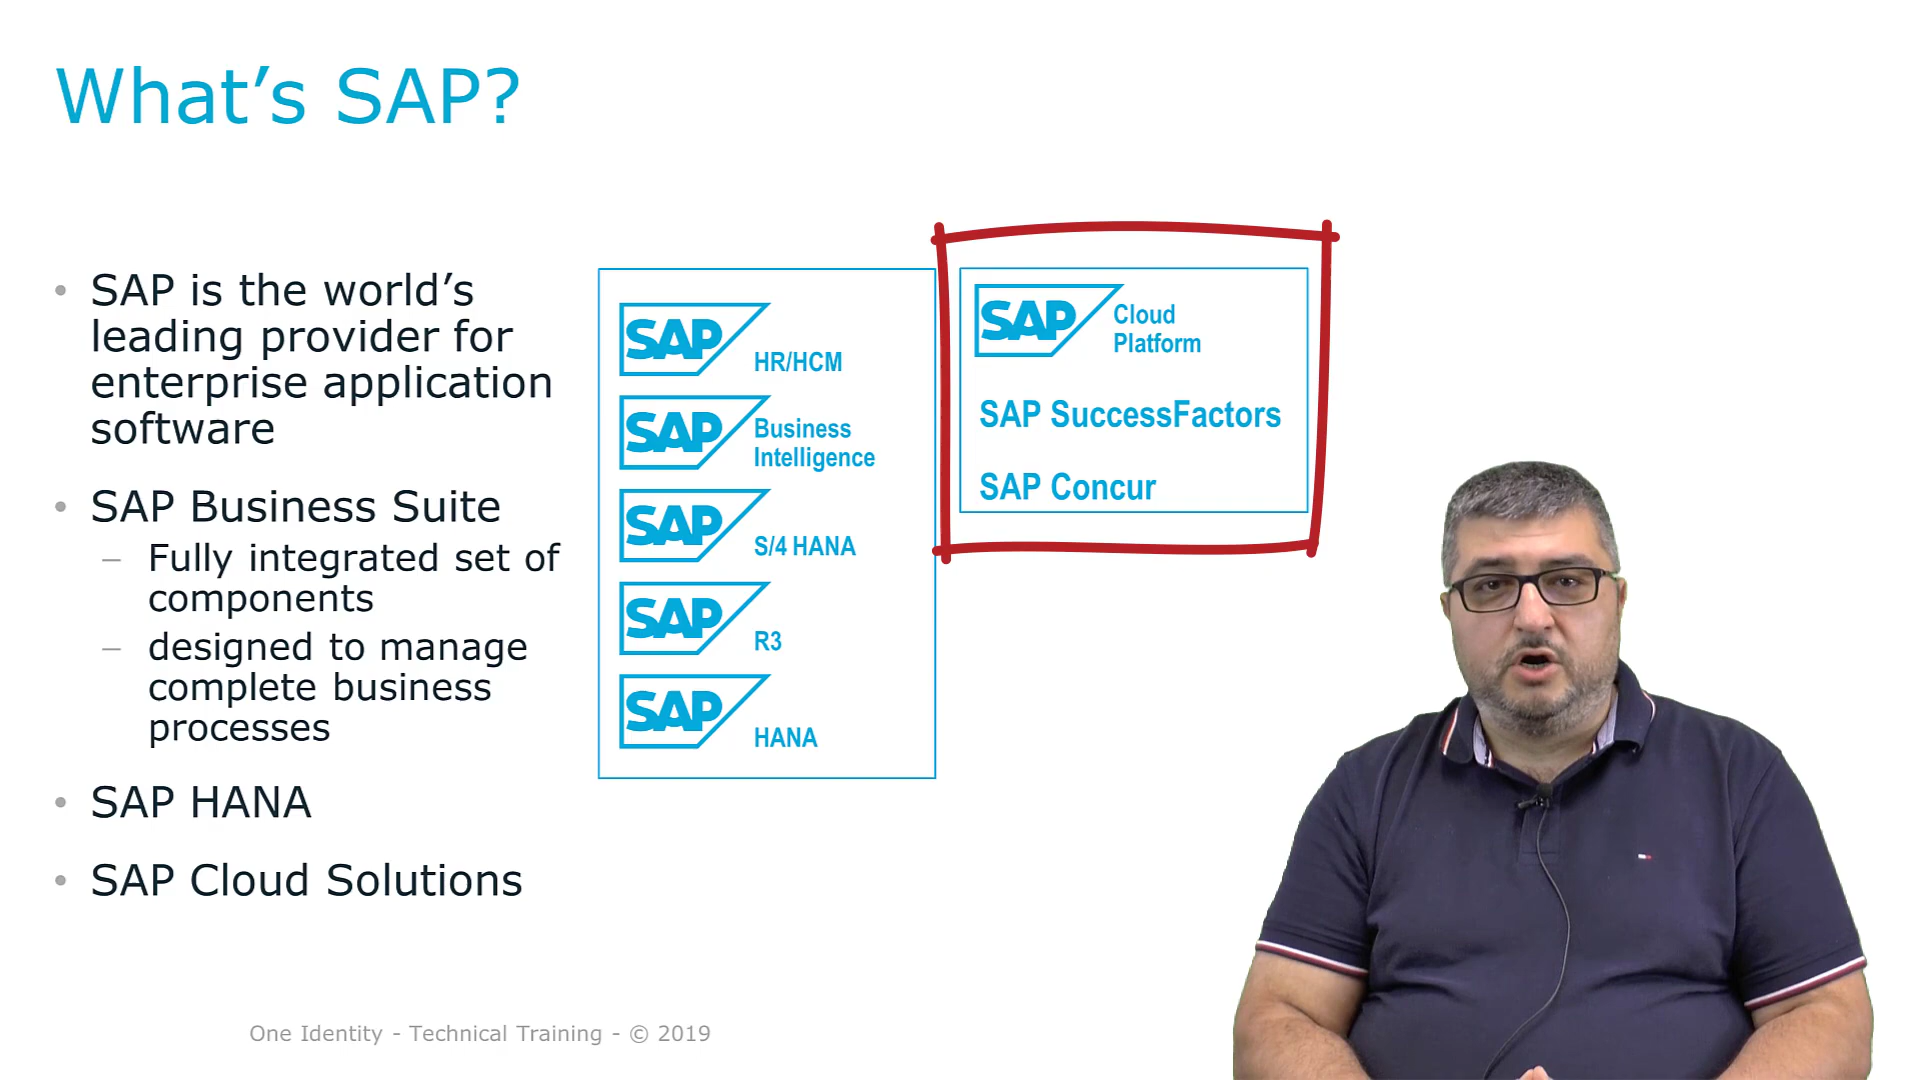 What's SAP?
• SAP is the world's
leading provider for
enterprise application
software
• SAP Business Suite
– Fully integrated set of
components
– designed to manage
complete business
processes
• SAP HANA
• SAP Cloud Solutions
SAP HR/HCM
SAP Business
Intelligence
SAP S/4 HANA
SAP R3
SAP HANA
SAP Cloud
Platform
SAP SuccessFactors
SAP Concur
One Identity - Technical Training - © 2019